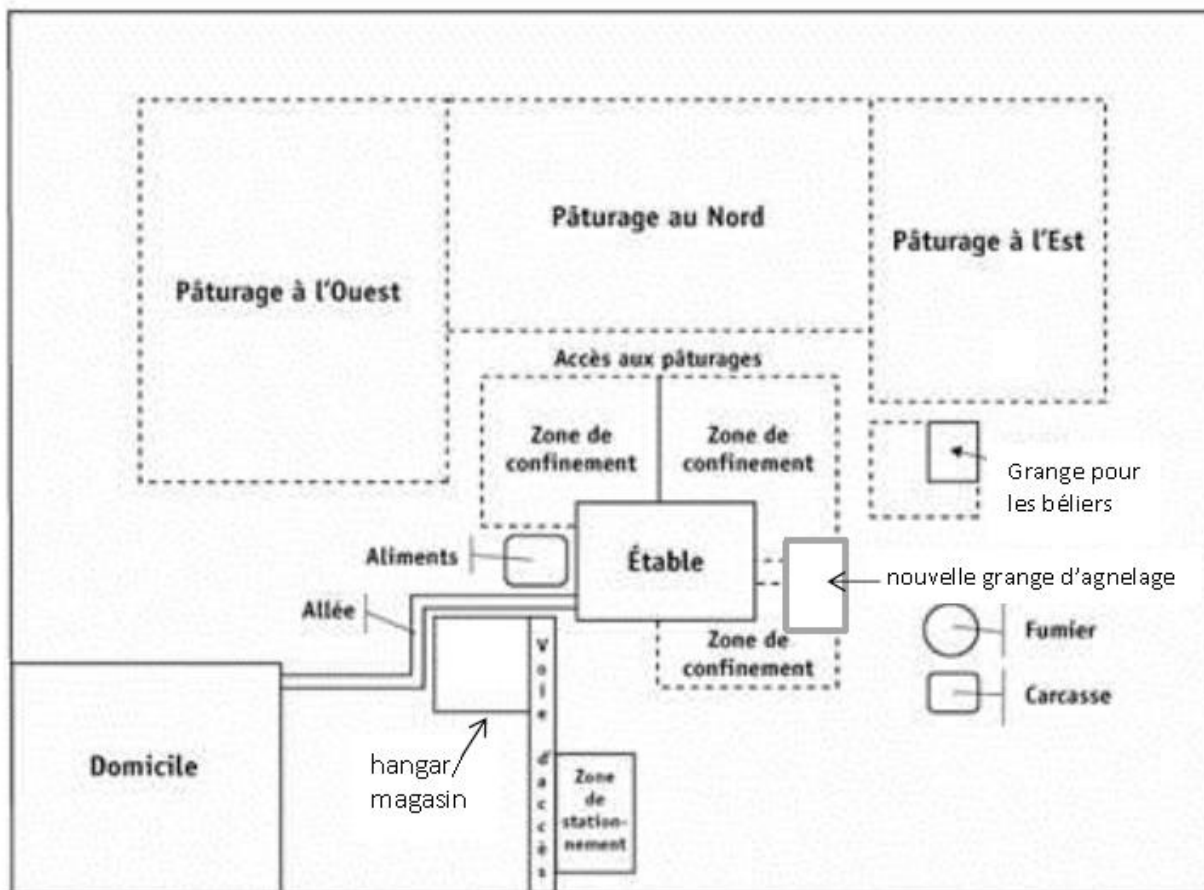 Pâturage au Nord
Pâturage à l'Est
Pâturage à l'Ouest
Accès aux pâturages
Zone de
confinement
Zone de
confinement
Grange pour
les béliers
Aliments
Étable
nouvelle grange d'agnelage
Allée
Fumier
Zone de
confinement
Carcasse
Voie d'accès
Domicile
hangar
magasin
Zone
de
station-
nement